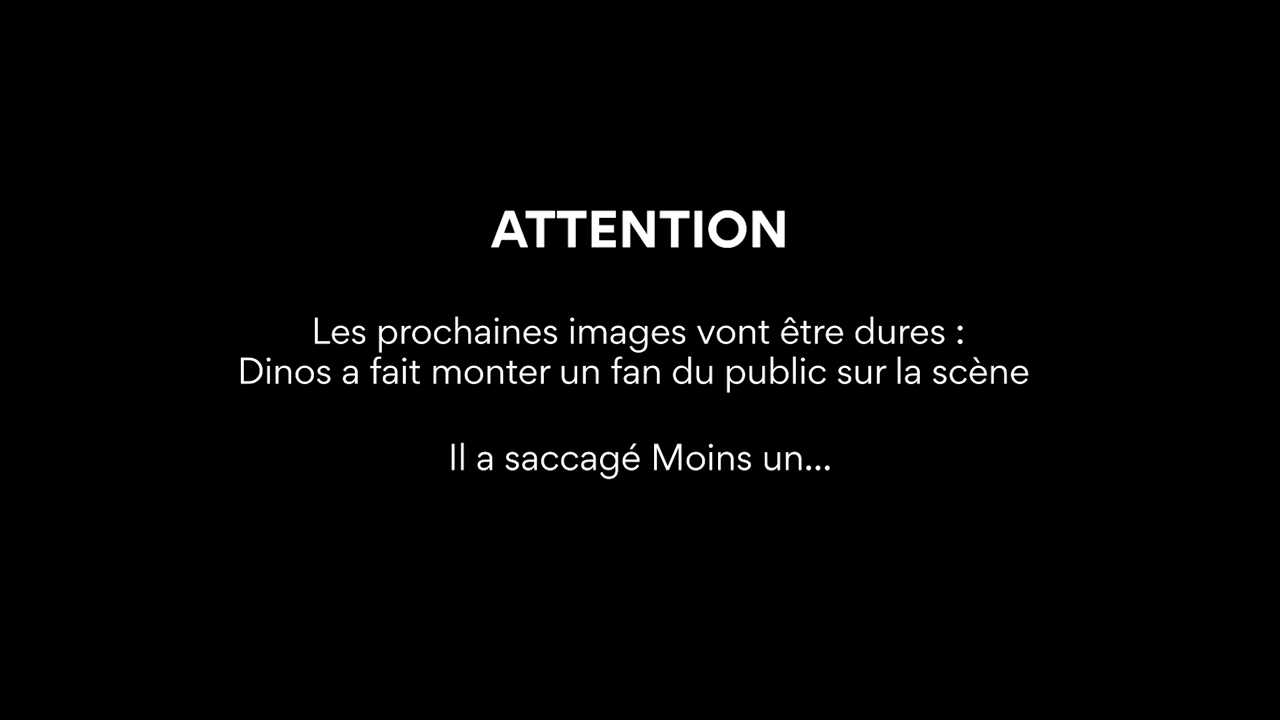 ATTENTION
Les prochaines images vont être dures :
Dinos a fait monter un fan du public sur la scène
Il a saccagé Moins un...